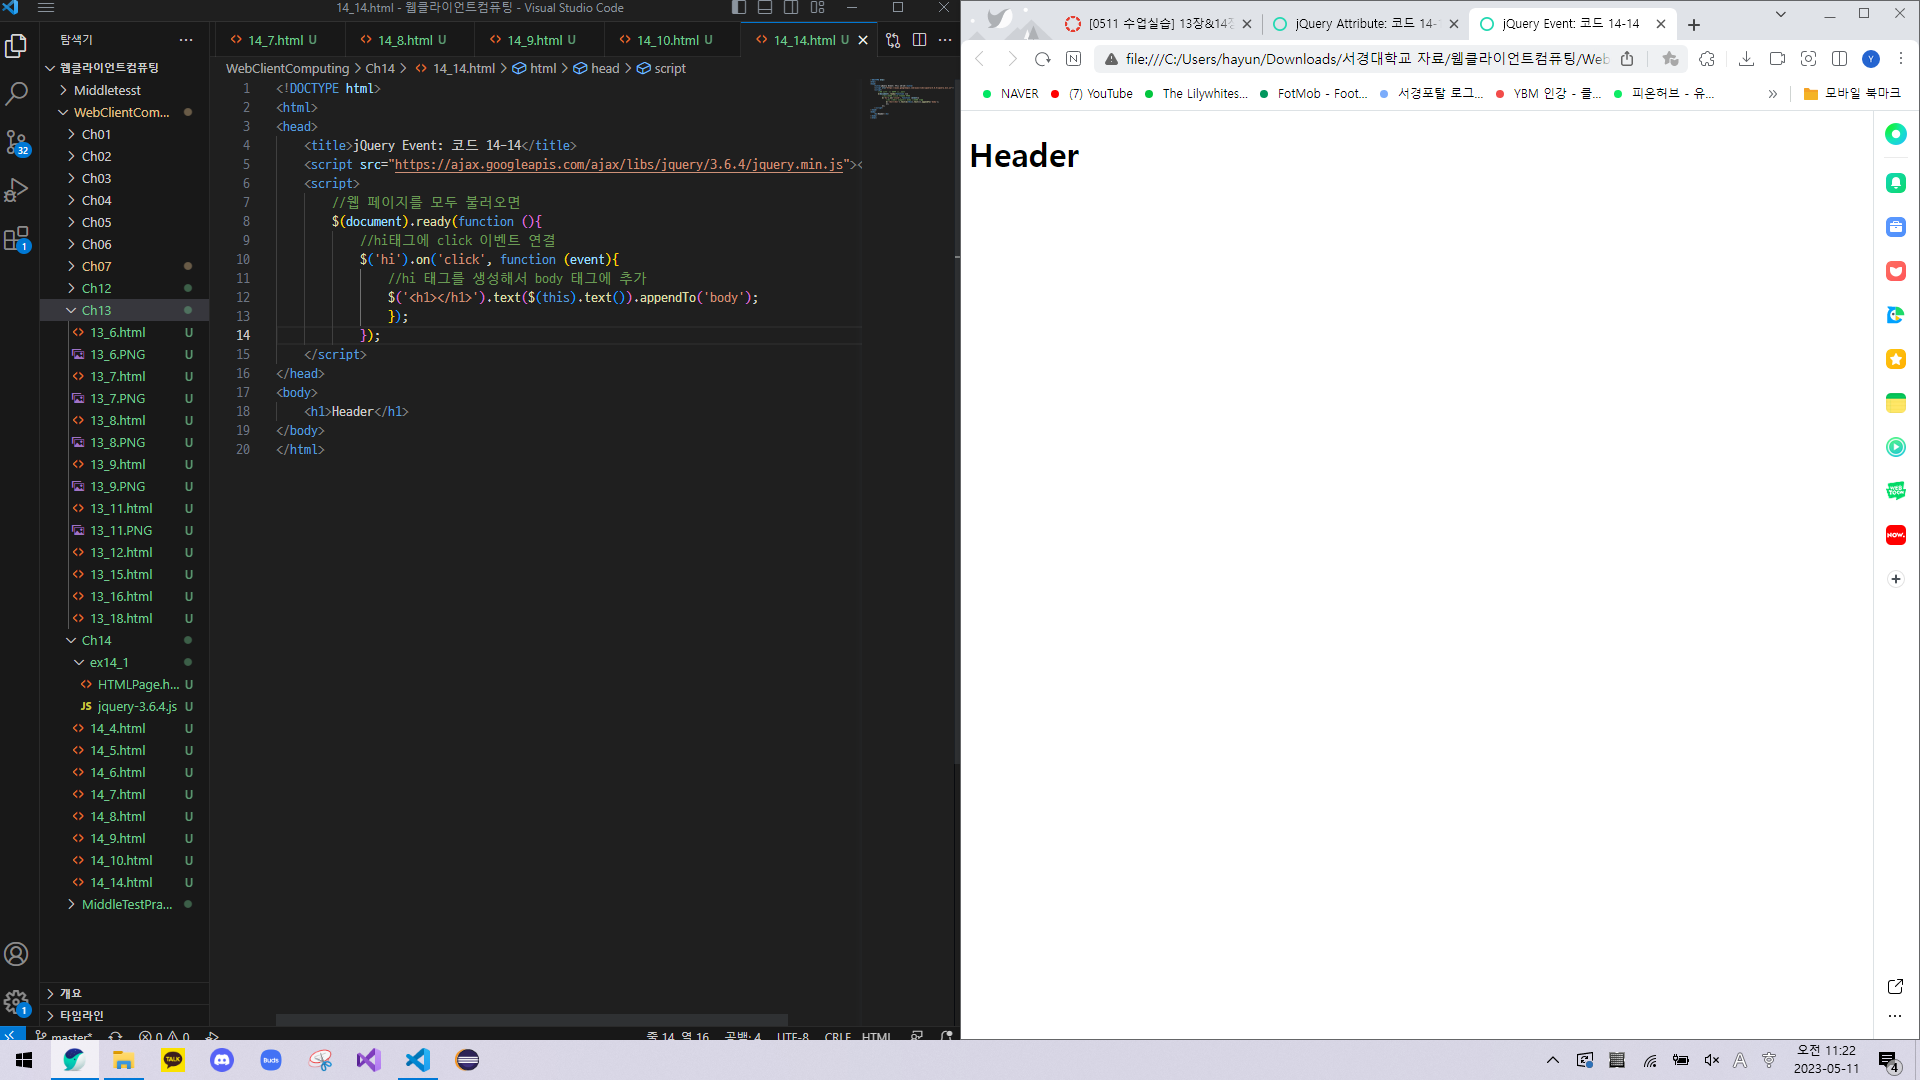 14_14.html - 웹클라이언트컴퓨팅 - Visual Studio Code
탐색기
웹클라이언트컴퓨팅
Middletesst
WebClientCom...
Ch01
Ch02
Ch03
Ch04
Ch05
Ch06
Ch07
Ch12
Ch13
13_6.html U
13_6.PNG U
13_7.html U
13_7.PNG U
13_8.html U
13_8.PNG U
13_9.html U
13_9.PNG U
13_11.html U
13_11.PNG U
13_12.html U
13_15.html U
13_16.html U
13_18.html U
Ch14
ex14_1
HTMLPage.h... U
JS jquery-3.6.4.js U
14_4.html U
14_5.html U
14_6.html U
14_7.html U
14_8.html U
14_9.html U
14_10.html U
14_14.html U
MiddleTestPra...
개요
타임라인
32
1
1
14_7.html U 14_8.html U 14_9.html U 14_10.html U 14_14.html U
WebClientComputing > Ch14 > 14_14.html > html > head > script
1 <!DOCTYPE html>
2 <html>
3 <head>
4 <title>jQuery Event: 코드 14-14</title>
5 <script src="https://ajax.googleapis.com/ajax/libs/jquery/3.6.4/jquery.min.js"><
6 <script>
7 //웹 페이지를 모두 불러오면
8 $(document).ready(function (){
9 //hi태그에 click 이벤트 연결
10 $('hi').on('click', function (event){
11 //hi 태그를 생성해서 body 태그에 추가
12 $('<h1></h1>').text($(this).text()).appendTo('body');
13 });
14 });
15 </script>
16 </head>
17 <body>
18 <h1>Header</h1>
19 </body>
20 </html>
master* 0 0 줄 14, 열 16 공백: 4 UTF-8 CRLF HTML
[0511 수업실습] 13장&14장 jQuery Attribute: 코드 14- jQuery Event: 코드 14-14
file:///C:/Users/hayun/Downloads/서경대학교 자료/웹클라이언트컴퓨팅/Web
Y
NAVER (7) YouTube The Lilywhites... FotMob - Foot... 서경포탈 로그... YBM 인강 - 클... 피온허브 - 유... 모바일 북마크
Header
WEB TOON
NOW.
TALK
Buds
A
오전 11:22
2023-05-11
4